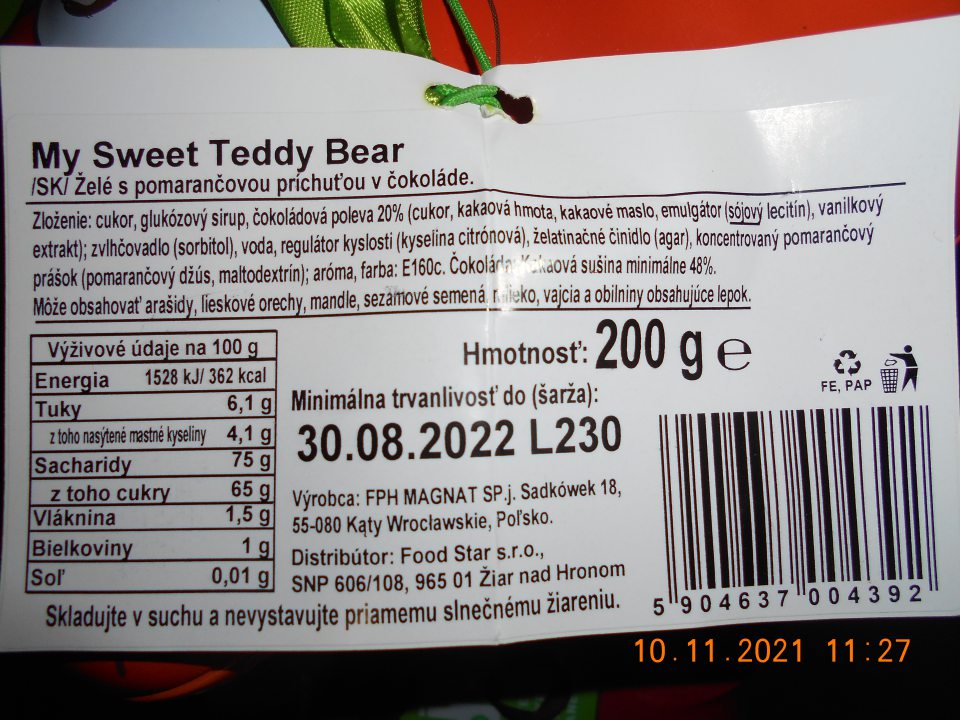 My Sweet Teddy Bear
/SK/ Želé s pomarančovou príchuťou v čokoláde.
Zloženie: cukor, glukózový sirup, čokoládová poleva 20% (cukor, kakaová hmota, kakaové maslo, emulgátor (sójový lecitín), vanilkový
extrakt); zvlhčovadlo (sorbitol), voda, regulátor kyslosti (kyselina citrónová), želatinačné činidlo (agar), koncentrovaný pomarančový
prášok (pomarančový džús, maltodextrín); aróma, farba: E160c. Čokoláda: Kakaová sušina minimálne 48%.
Môže obsahovať arašidy, lieskové orechy, mandle, sezamové semená, mlieko, vajcia a obilniny obsahujúce lepok.
Výživové údaje na 100 g
Energia 1528 kJ/ 362 kcal
Tuky 6,1 g
z toho nasýtené mastné kyseliny 4,1 g
Sacharidy 75 g
z toho cukry 65 g
Vláknina 1,5 g
Bielkoviny 1 g
Soľ 0,01 g
Hmotnosť: 200 g e
Minimálna trvanlivosť do (šarža):
30.08.2022 L230
Výrobca: FPH MAGNAT SP.j. Sadkówek 18,
55-080 Kąty Wrocławskie, Poľsko.
Distribútor: Food Star s.r.o.,
SNP 606/108, 965 01 Žiar nad Hronom
FE, PAP
5 904637 004392
Skladujte v suchu a nevystavujte priamemu slnečnému žiareniu.
10.11.2021 11:27